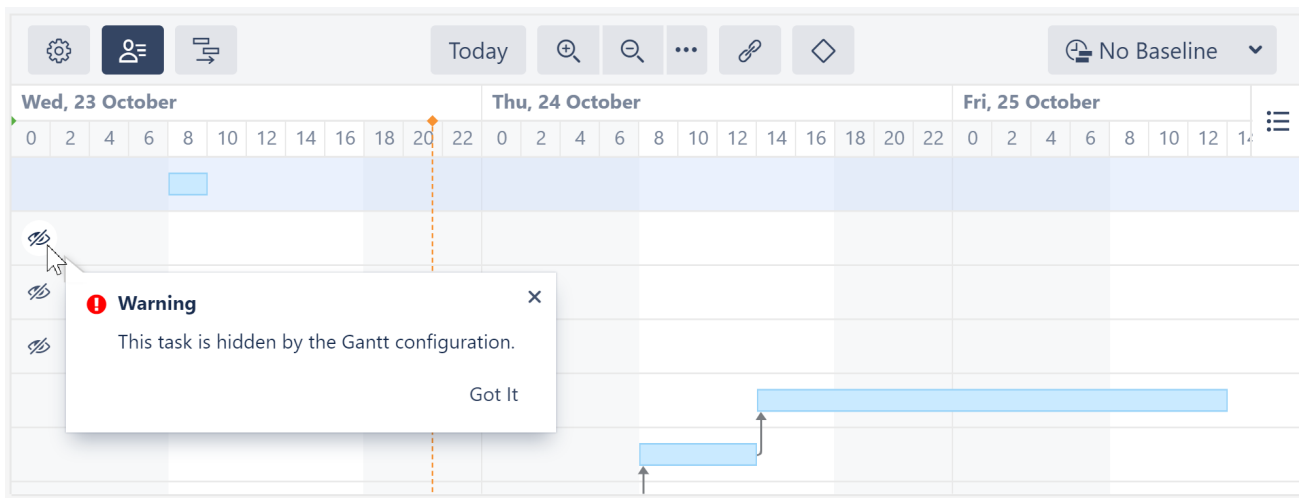 Today
No Baseline
Wed, 23 October Thu, 24 October Fri, 25 October
0 2 4 6 8 10 12 14 16 18 20 22 0 2 4 6 8 10 12 14 16 18 20 22 0 2 4 6 8 10 12 14
Warning
This task is hidden by the Gantt configuration.
Got It